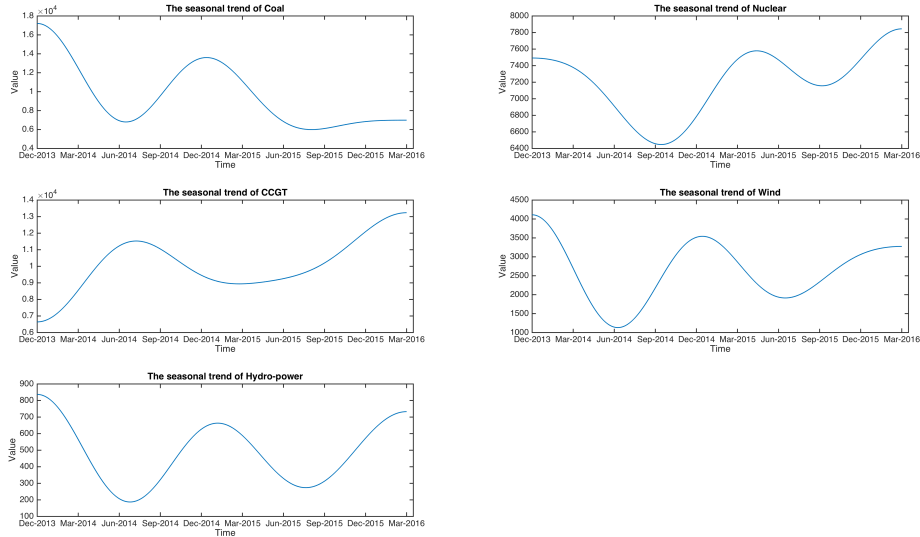 The seasonal trend of Coal
×10⁴
1.8
1.6
1.4
1.2
1
0.8
0.6
0.4
Value
Dec-2013 Mar-2014 Jun-2014 Sep-2014 Dec-2014 Mar-2015 Jun-2015 Sep-2015 Dec-2015 Mar-2016
Time
The seasonal trend of Nuclear
8000
7800
7600
7400
7200
7000
6800
6600
6400
Value
Dec-2013 Mar-2014 Jun-2014 Sep-2014 Dec-2014 Mar-2015 Jun-2015 Sep-2015 Dec-2015 Mar-2016
Time
The seasonal trend of CCGT
×10⁴
1.4
1.3
1.2
1.1
1
0.9
0.8
0.7
0.6
Value
Dec-2013 Mar-2014 Jun-2014 Sep-2014 Dec-2014 Mar-2015 Jun-2015 Sep-2015 Dec-2015 Mar-2016
Time
The seasonal trend of Wind
4500
4000
3500
3000
2500
2000
1500
1000
Value
Dec-2013 Mar-2014 Jun-2014 Sep-2014 Dec-2014 Mar-2015 Jun-2015 Sep-2015 Dec-2015 Mar-2016
Time
The seasonal trend of Hydro-power
900
800
700
600
500
400
300
200
100
Value
Dec-2013 Mar-2014 Jun-2014 Sep-2014 Dec-2014 Mar-2015 Jun-2015 Sep-2015 Dec-2015 Mar-2016
Time